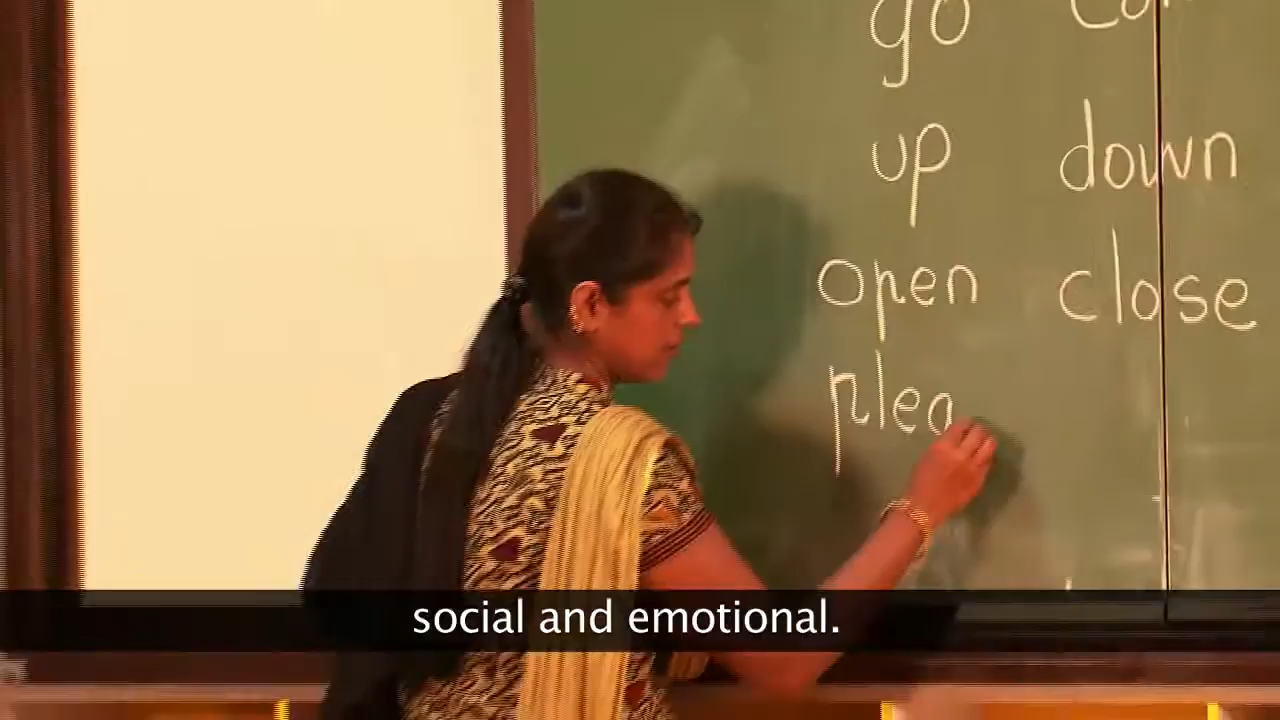 go
up down
open close
plea
social and emotional.